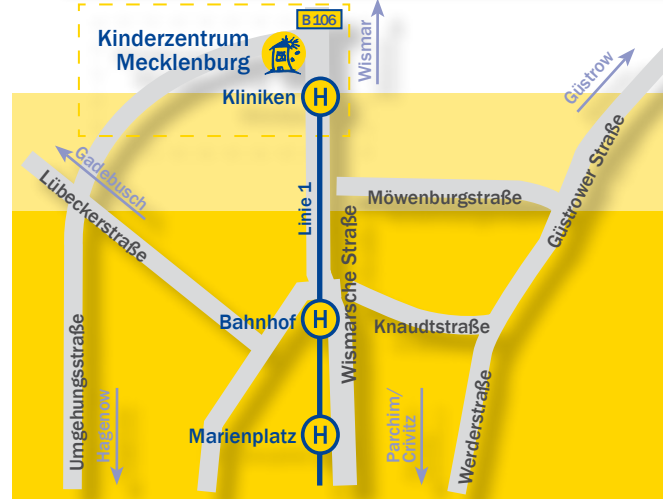 B 106
Kinderzentrum
Mecklenburg
Wismar
Güstrow
Kliniken
H
Gadebusch
Lübeckerstraße
Linie 1
Möwenburgstraße
Güstrower Straße
Wismarsche Straße
Bahnhof
H
Knaudtstraße
Umgehungsstraße
Hagenow
Marienplatz
H
Parchim/
Crivitz
Werderstraße